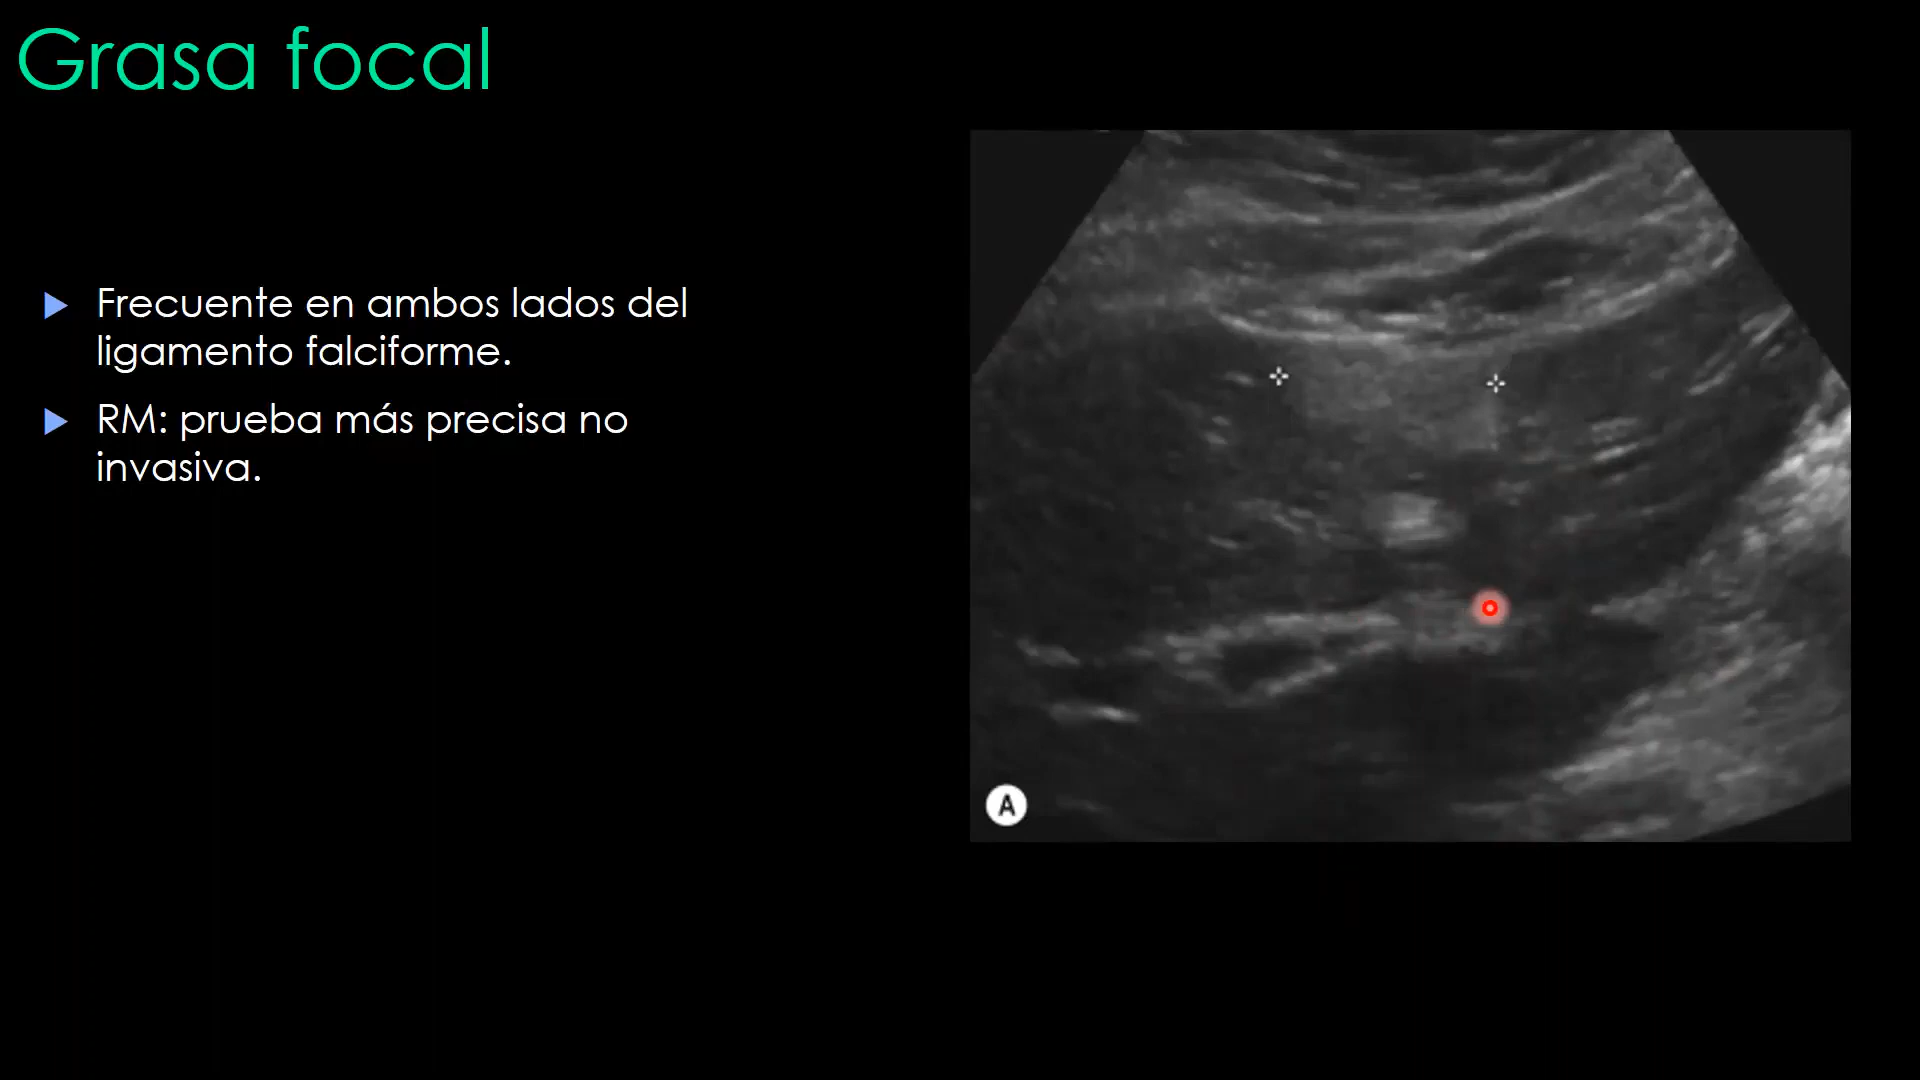 Grasa focal
Frecuente en ambos lados del
ligamento falciforme.
RM: prueba más precisa no
invasiva.
A